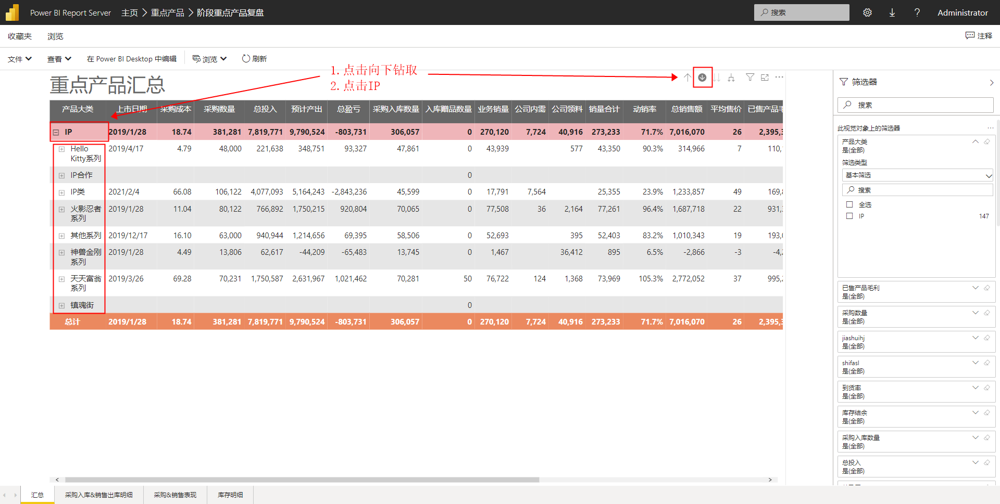 Power BI Report Server 主页 重点产品 阶段重点产品复盘 搜索 ? Administrator
收藏夹 浏览 注释
文件 查看 在 Power BI Desktop 中编辑 浏览 刷新
1. 点击向下钻取
2. 点击IP
重点产品汇总
产品大类 上市日期 采购成本 采购数量 总投入 预计产出 总盈亏 采购入库数量 入库赠品数量 业务销量 公司内需 公司领料 销量合计 动销率 总销售额 平均售价 已售产品毛
IP 2019/1/28 18.74 381,281 7,819,771 9,790,524 -803,731 306,057 0 270,120 7,724 40,916 273,233 71.7% 7,016,070 26 2,395,
Hello 2019/4/17 4.79 48,000 221,638 348,751 93,327 47,861 0 43,939 577 43,350 90.3% 314,966 7 110,
Kitty系列
IP合作 0
IP类 2021/2/4 66.08 106,122 4,077,093 5,164,243 -2,843,236 45,599 0 17,791 7,564 25,355 23.9% 1,233,857 49 169,
火影忍者 2019/1/28 11.04 80,122 766,892 1,750,215 920,804 70,065 0 77,508 36 2,164 77,261 96.4% 1,687,718 22 931,
系列
其他系列 2019/12/17 16.10 63,000 940,944 1,214,656 69,395 58,506 0 52,693 395 52,403 83.2% 1,010,343 19 193,
神兽金刚 2019/1/28 4.49 13,806 62,617 -44,209 -65,483 13,745 0 1,467 36,412 895 6.5% -2,866 -3 -4,
系列
天天富翁 2019/3/26 69.28 70,231 1,750,587 2,631,967 1,021,462 70,281 50 76,722 124 1,368 73,969 105.3% 2,772,052 37 995,
系列
镇魂街 0
总计 2019/1/28 18.74 381,281 7,819,771 9,790,524 -803,731 306,057 0 270,120 7,724 40,916 273,233 71.7% 7,016,070 26 2,395,
筛选器
搜索
此视觉对象上的筛选器
产品大类
是(全部)
筛选类型
基本筛选
搜索
全选
IP 147
已售产品毛利
是(全部)
采购数量
是(全部)
jiashuihj
是(全部)
shifasl
是(全部)
到货率
是(全部)
库存结余
是(全部)
采购入库数量
是(全部)
总投入
是(全部)
汇总 采购入库&销售出库明细 采购&销售表现 库存明细